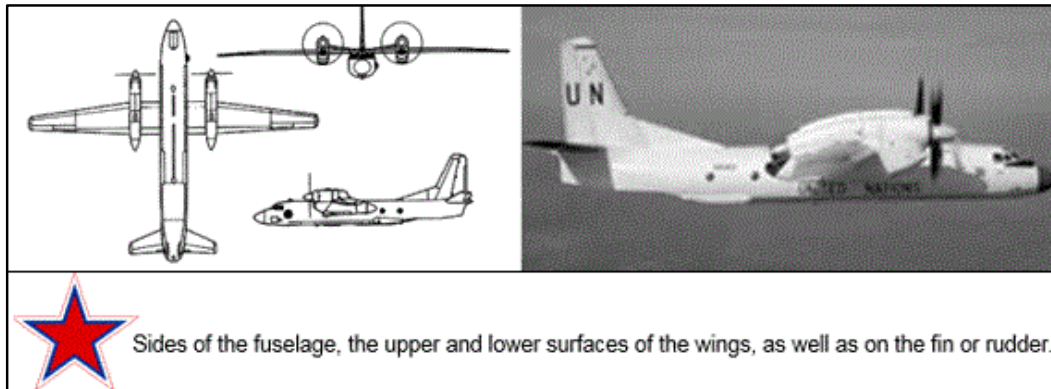 UN
UNITED NATIONS
Sides of the fuselage, the upper and lower surfaces of the wings, as well as on the fin or rudder.